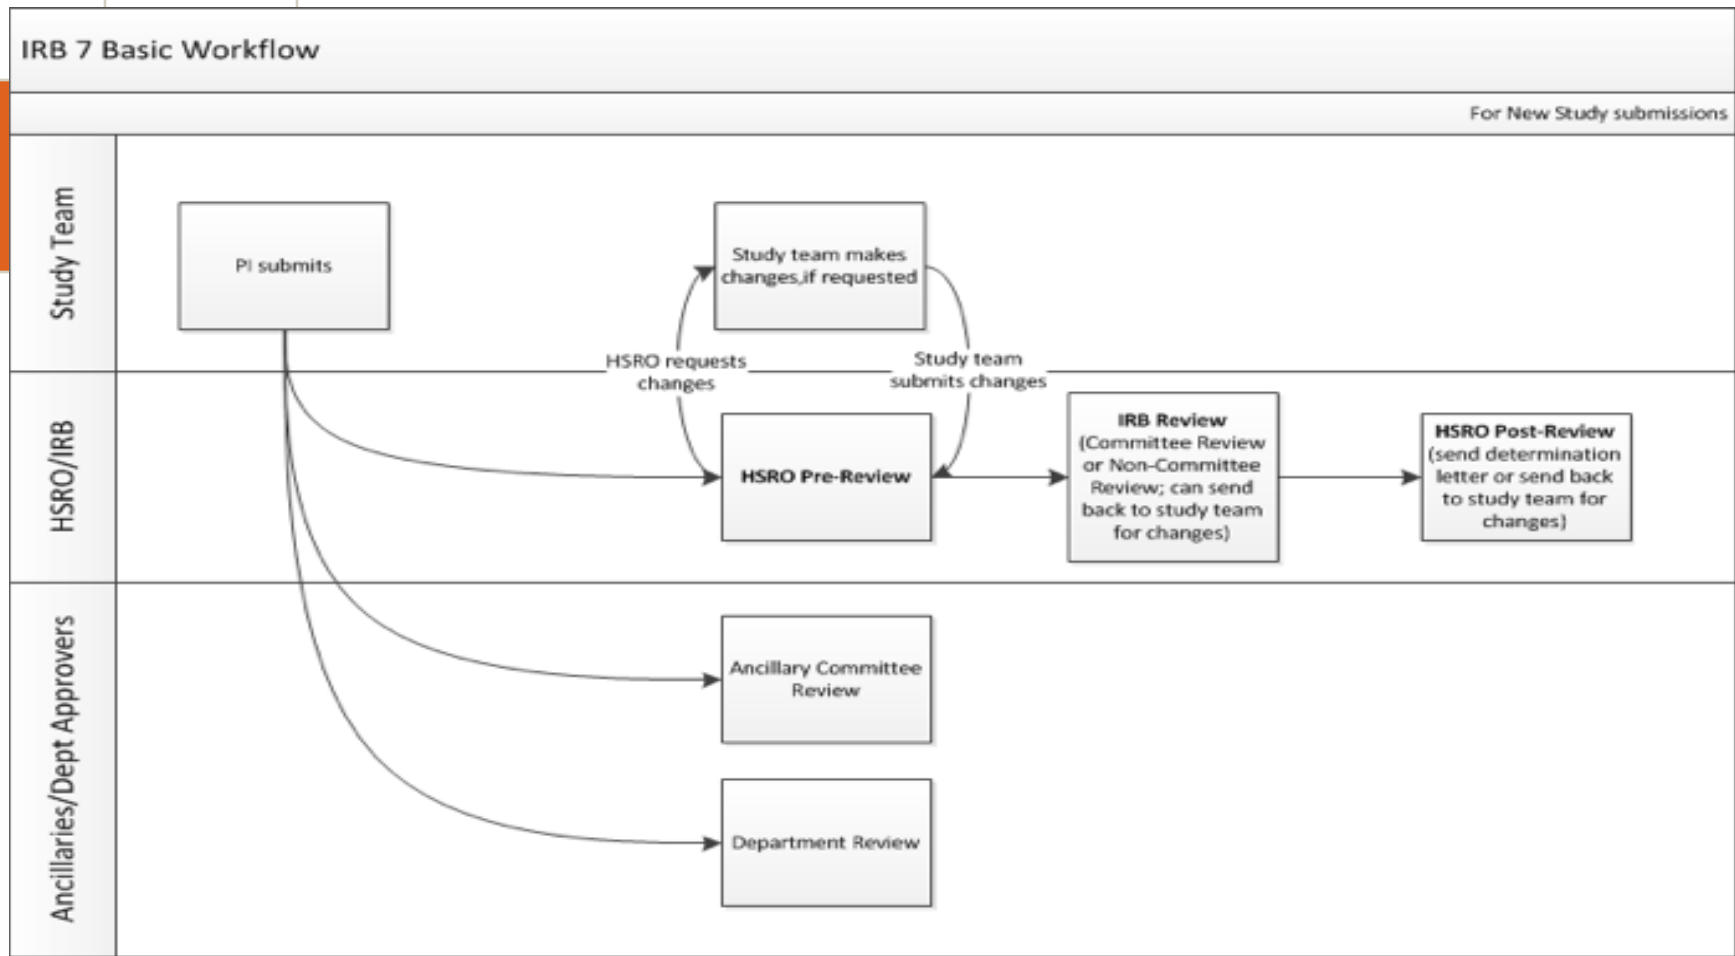 IRB 7 Basic Workflow
For New Study submissions
Study Team
PI submits
Study team makes
changes,if requested
HSRO requests
changes
Study team
submits changes
HSRO/IRB
HSRO Pre-Review
IRB Review
(Committee Review
or Non-Committee
Review; can send
back to study team
for changes)
HSRO Post-Review
(send determination
letter or send back
to study team for
changes)
Ancillaries/Dept Approvers
Ancillary Committee
Review
Department Review